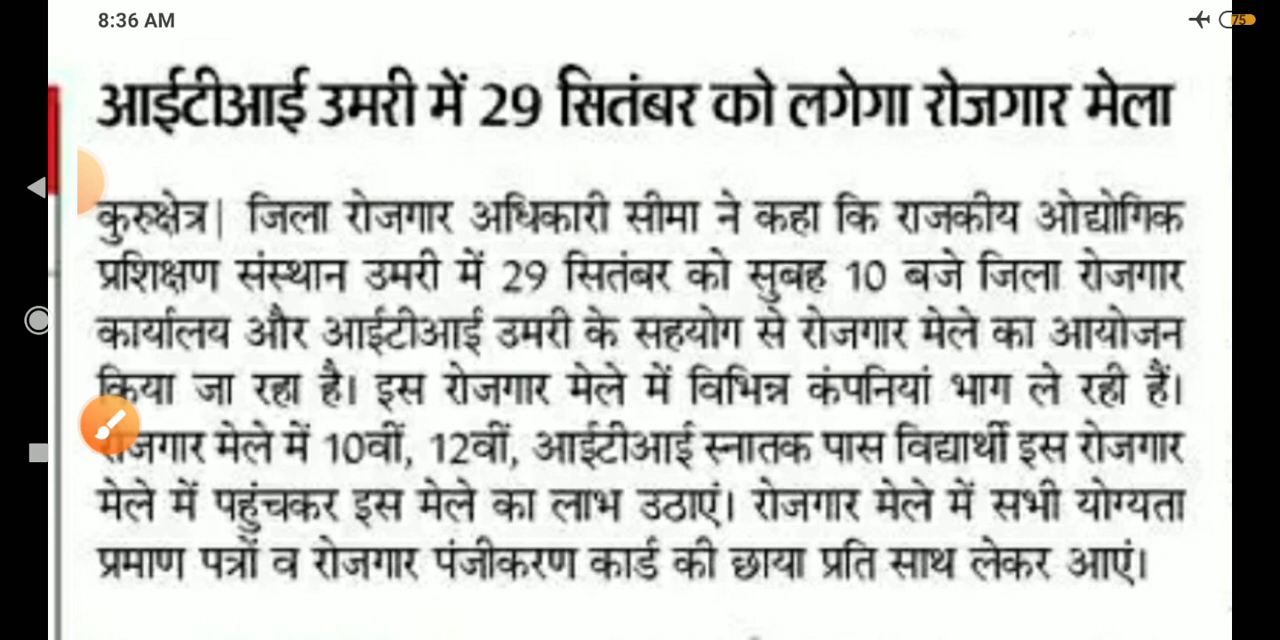 8:36 AM
75
आईटीआई उमरी में 29 सितंबर को लगेगा रोजगार मेला
कुरुक्षेत्र| जिला रोजगार अधिकारी सीमा ने कहा कि राजकीय ओद्योगिक
प्रशिक्षण संस्थान उमरी में 29 सितंबर को सुबह 10 बजे जिला रोजगार
कार्यालय और आईटीआई उमरी के सहयोग से रोजगार मेले का आयोजन
किया जा रहा है। इस रोजगार मेले में विभिन्न कंपनियां भाग ले रही हैं।
रोजगार मेले में 10वीं, 12वीं, आईटीआई स्नातक पास विद्यार्थी इस रोजगार
मेले में पहुंचकर इस मेले का लाभ उठाएं। रोजगार मेले में सभी योग्यता
प्रमाण पत्रों व रोजगार पंजीकरण कार्ड की छाया प्रति साथ लेकर आएं।